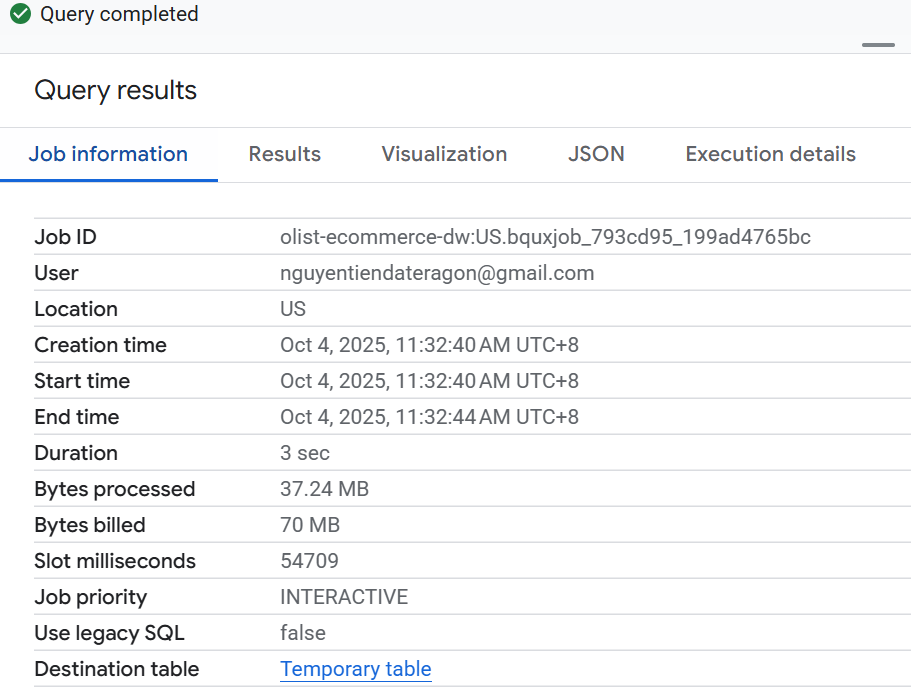 Query completed
Query results
Job information Results Visualization JSON Execution details
Job ID olist-ecommerce-dw:US.bquxjob_793cd95_199ad4765bc
User nguyentiendateragon@gmail.com
Location US
Creation time Oct 4, 2025, 11:32:40 AM UTC+8
Start time Oct 4, 2025, 11:32:40 AM UTC+8
End time Oct 4, 2025, 11:32:44 AM UTC+8
Duration 3 sec
Bytes processed 37.24 MB
Bytes billed 70 MB
Slot milliseconds 54709
Job priority INTERACTIVE
Use legacy SQL false
Destination table Temporary table